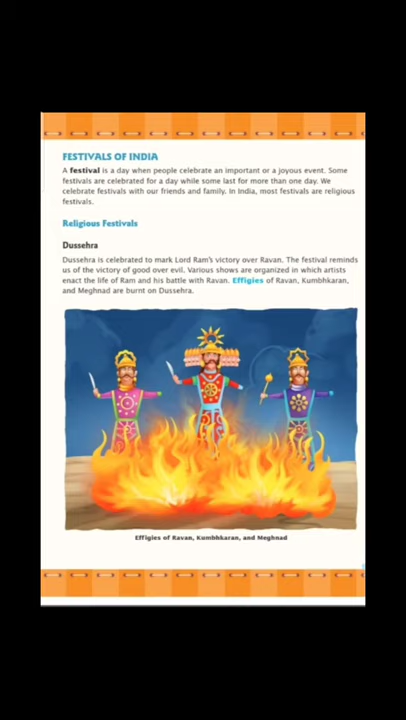 FESTIVALS OF INDIA
A festival is a day when people celebrate an important or a joyous event. Some
festivals are celebrated for a day while some last for more than one day. We
celebrate festivals with our friends and family. In India, most festivals are religious
festivals.
Religious Festivals
Dussehra
Dussehra is celebrated to mark Lord Ram's victory over Ravan. The festival reminds
us of the victory of good over evil. Various shows are organized in which artists
enact the life of Ram and his battle with Ravan. Effigies of Ravan, Kumbhkaran,
and Meghnad are burnt on Dussehra.
Effigies of Ravan, Kumbhkaran, and Meghnad